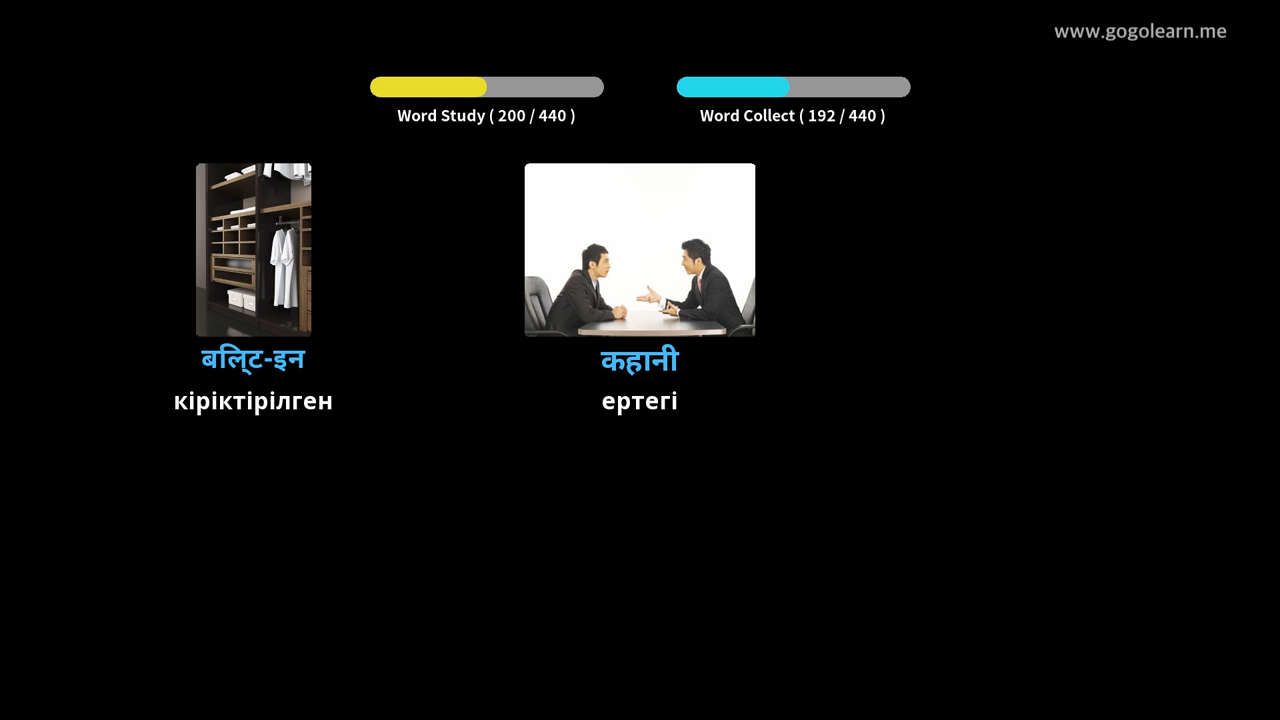 www.gogolearn.me
Word Study ( 200 / 440 )
Word Collect ( 192 / 440 )
बिल्ट-इन
кіріктірілген
कहानी
ертегі